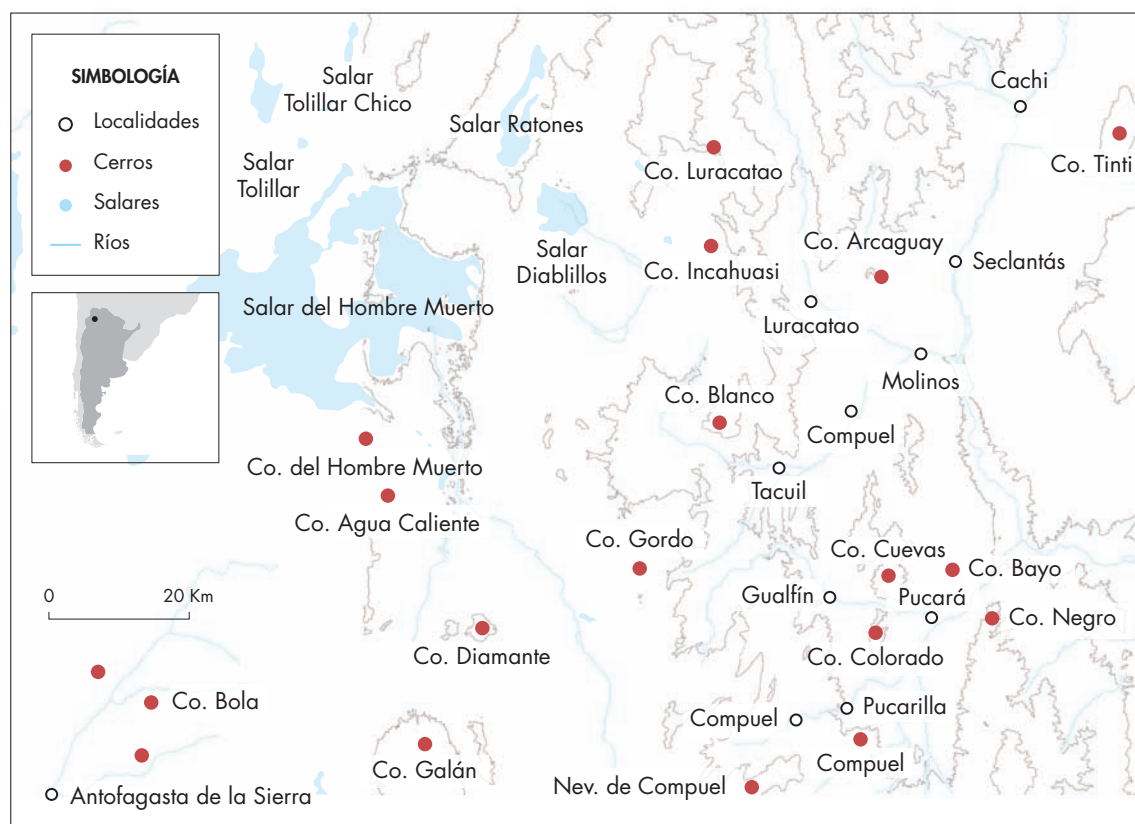 SIMBOLOGÍA
Localidades
Cerros
Salares
Ríos
Salar
Tolillar Chico
Salar Ratones
Cachi
Co. Tinti
Salar
Tolillar
Co. Luracatao
Salar
Diablillos
Co. Incahuasi
Co. Arcaguay
Seclantás
Salar del Hombre Muerto
Luracatao
Molinos
Co. Blanco
Compuel
Co. del Hombre Muerto
Tacuil
Co. Agua Caliente
Co. Gordo
Co. Cuevas
Co. Bayo
0 20 Km
Gualfín
Pucará
Co. Negro
Co. Diamante
Co. Colorado
Co. Bola
Compuel
Pucarilla
Co. Galán
Compuel
Nev. de Compuel
Antofagasta de la Sierra